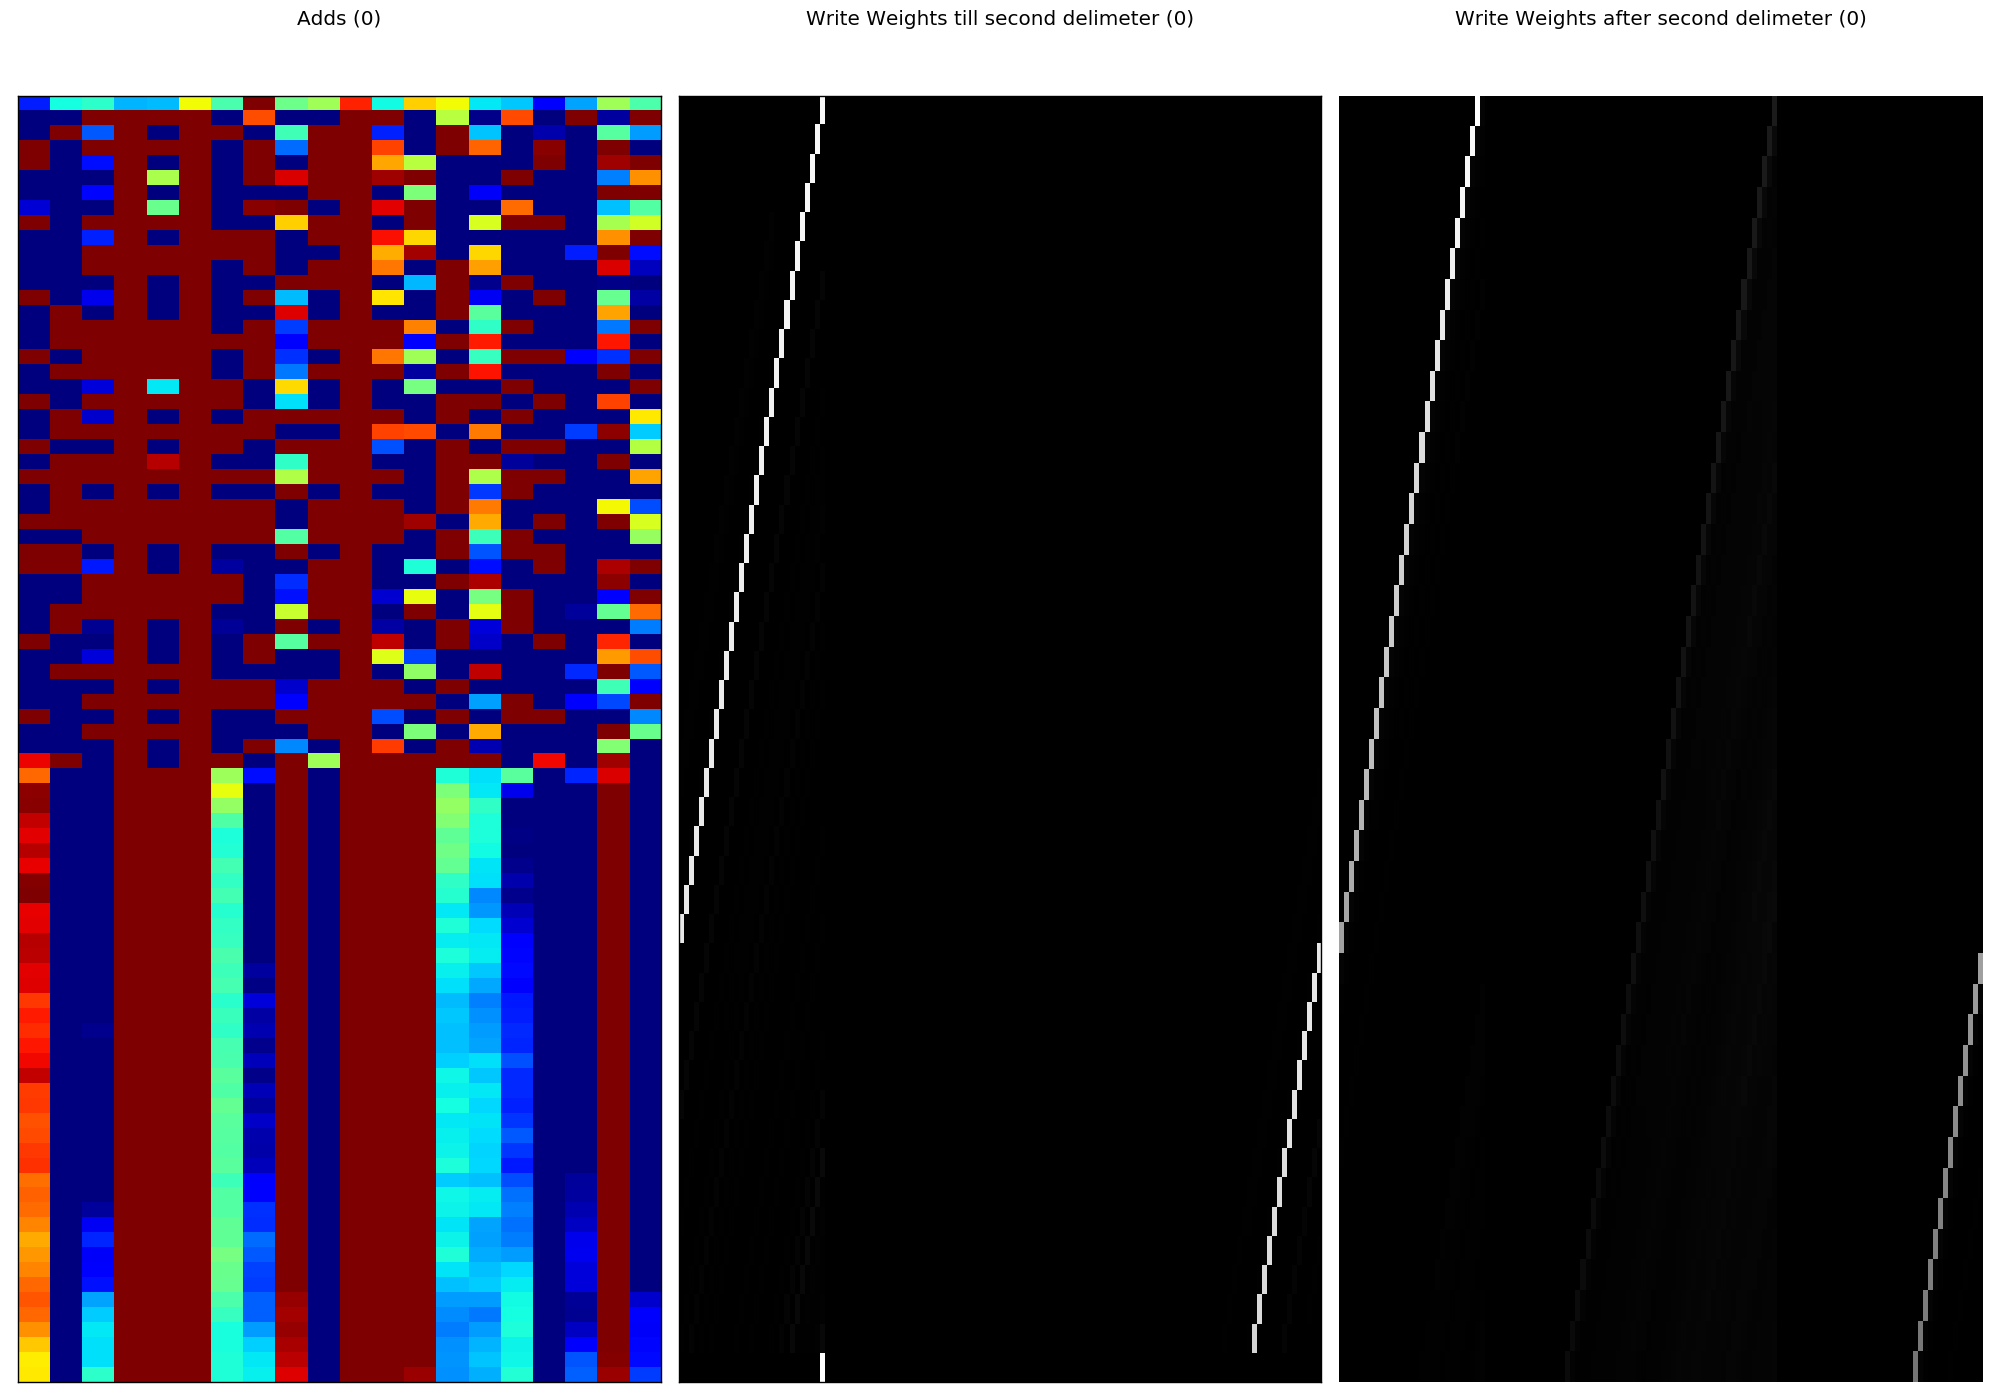 Adds (0)
Write Weights till second delimeter (0)
Write Weights after second delimeter (0)